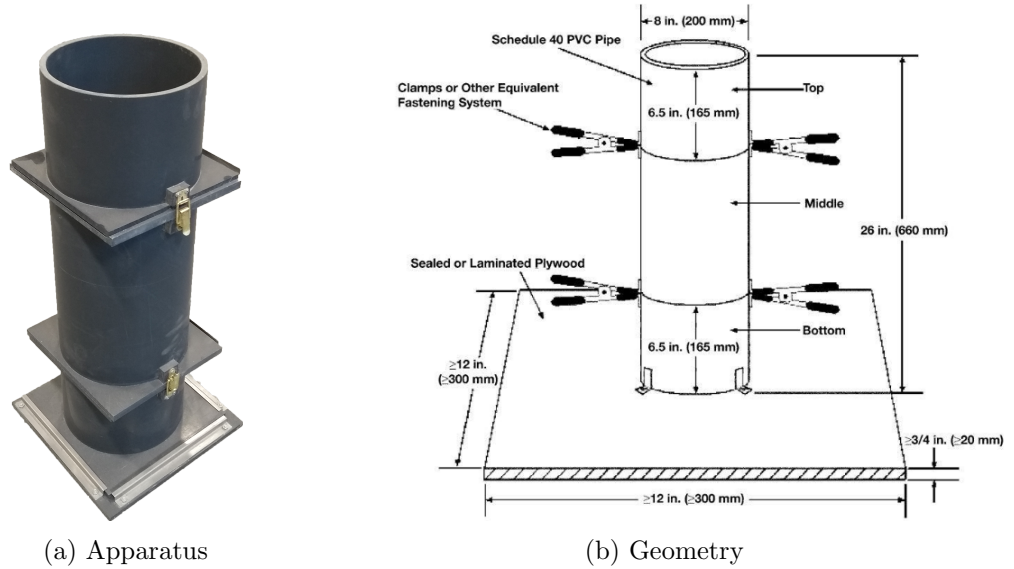 8 in. (200 mm)
Schedule 40 PVC Pipe
Clamps or Other Equivalent
Fastening System
Top
6.5 in. (165 mm)
Middle
26 in. (660 mm)
Sealed or Laminated Plywood
Bottom
6.5 in. (165 mm)
≥12 in.
(≥300 mm)
≥3/4 in. (≥20 mm)
≥12 in. (≥300 mm)
(a) Apparatus
(b) Geometry